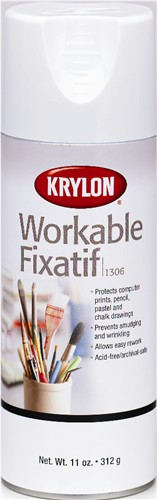 KRYLON
Workable
Fixatif 1306
• Protects computer
prints, pencil,
pastel and
chalk drawings
• Prevents smudging
and wrinkling
• Allows easy rework
• Acid-free/archival-safe
Net. Wt. 11 oz. • 312 g